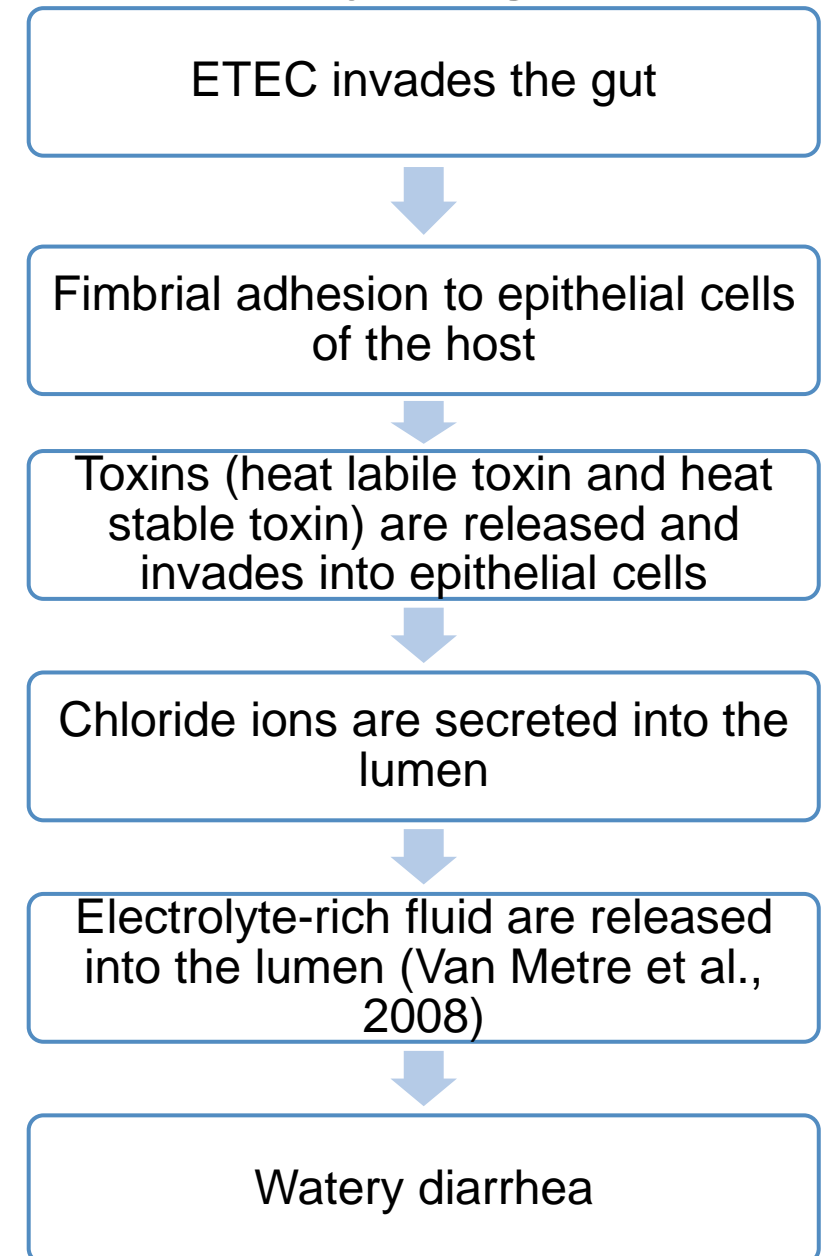 ETEC invades the gut
Fimbrial adhesion to epithelial cells
of the host
Toxins (heat labile toxin and heat
stable toxin) are released and
invades into epithelial cells
Chloride ions are secreted into the
lumen
Electrolyte-rich fluid are released
into the lumen (Van Metre et al.,
2008)
Watery diarrhea